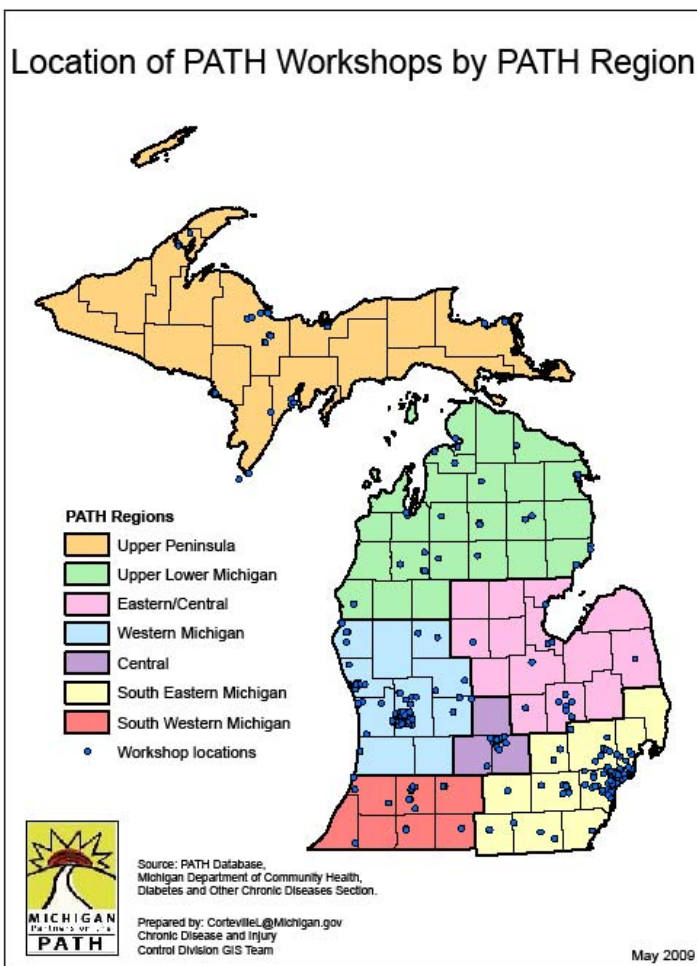 Location of PATH Workshops by PATH Region
PATH Regions
Upper Peninsula
Upper Lower Michigan
Eastern/Central
Western Michigan
Central
South Eastern Michigan
South Western Michigan
Workshop locations
MICHIGAN
Partners on the
PATH
Source: PATH Database,
Michigan Department of Community Health,
Diabetes and Other Chronic Diseases Section.
Prepared by: CortevilleL@Michigan.gov
Chronic Disease and Injury
Control Division GIS Team
May 2009